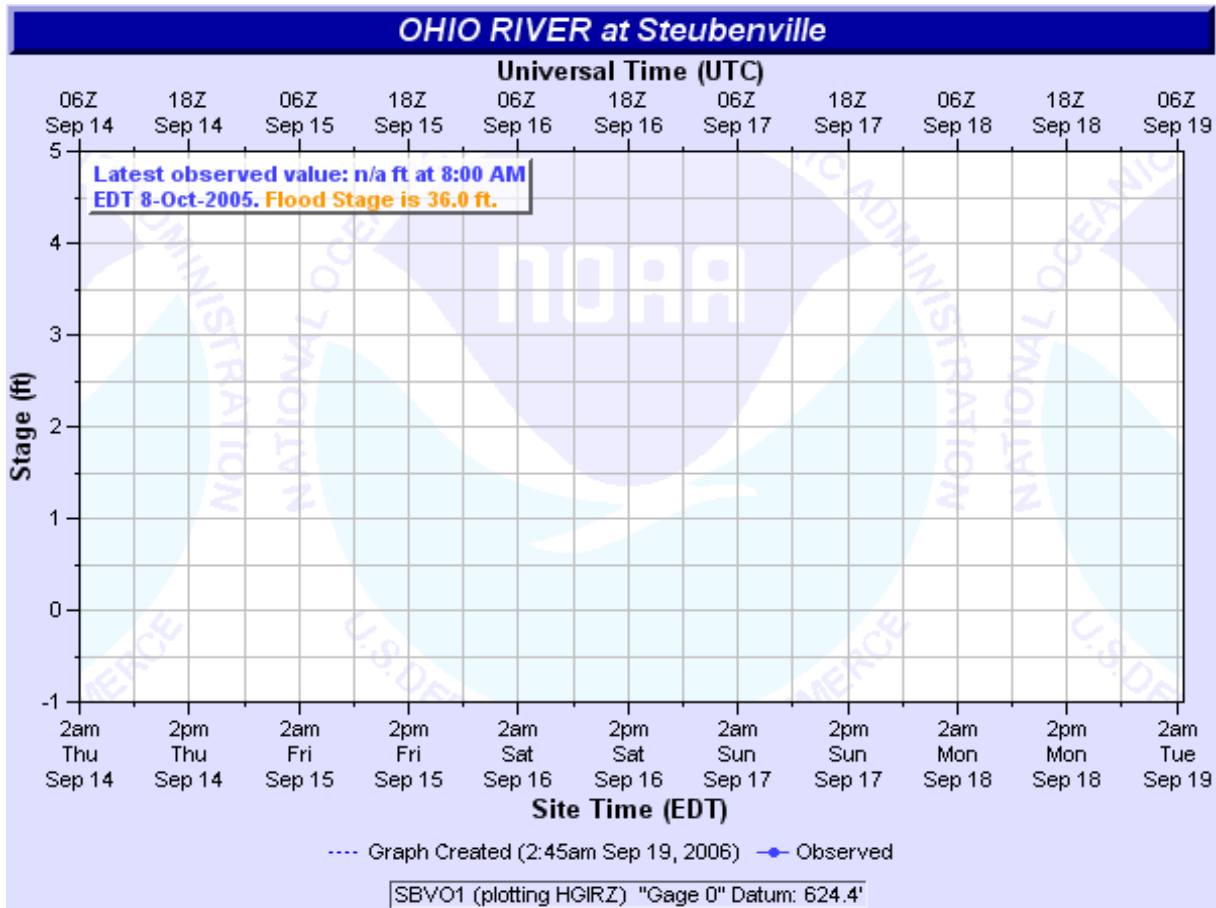 OHIO RIVER at Steubenville
Universal Time (UTC)
06Z 18Z 06Z 18Z 06Z 18Z 06Z 18Z 06Z 18Z 06Z
Sep 14 Sep 14 Sep 15 Sep 15 Sep 16 Sep 16 Sep 17 Sep 17 Sep 18 Sep 18 Sep 19
Latest observed value: n/a ft at 8:00 AM
EDT 8-Oct-2005. Flood Stage is 36.0 ft.
5
4
3
2
1
0
-1
Stage (ft)
NOAA
NATIONAL OCEANIC ADMINISTRATION
U.S.DE
MERCE
2am 2pm 2am 2pm 2am 2pm 2am 2pm 2am 2pm 2am
Thu Thu Fri Fri Sat Sat Sun Sun Mon Mon Tue
Sep 14 Sep 14 Sep 15 Sep 15 Sep 16 Sep 16 Sep 17 Sep 17 Sep 18 Sep 18 Sep 19
Site Time (EDT)
Graph Created (2:45am Sep 19, 2006) Observed
SBVO1 (plotting HGIRZ) "Gage 0" Datum: 624.4'